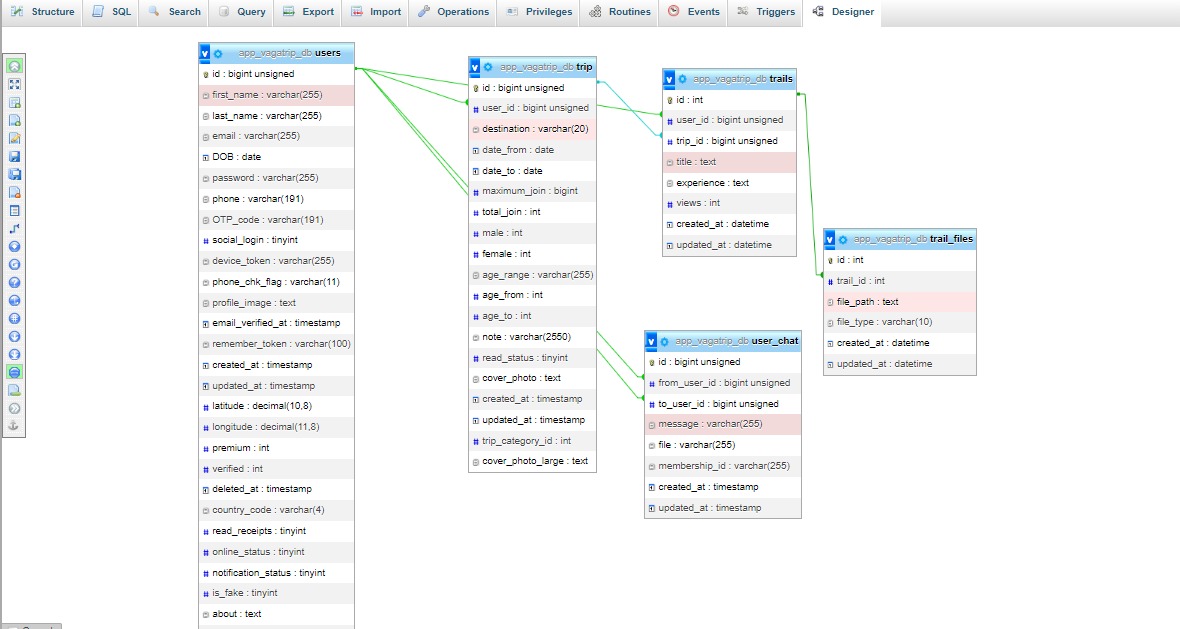 Structure SQL Search Query Export Import Operations Privileges Routines Events Triggers Designer
v app_vagatrip_db users
id : bigint unsigned
first_name : varchar(255)
last_name : varchar(255)
email : varchar(255)
DOB : date
password : varchar(255)
phone : varchar(191)
OTP_code : varchar(191)
# social_login : tinyint
device_token : varchar(255)
phone_chk_flag : varchar(11)
profile_image : text
email_verified_at : timestamp
remember_token : varchar(100)
created_at : timestamp
updated_at : timestamp
# latitude : decimal(10,8)
# longitude : decimal(11,8)
# premium : int
# verified : int
deleted_at : timestamp
country_code : varchar(4)
# read_receipts : tinyint
# online_status : tinyint
# notification_status : tinyint
# is_fake : tinyint
about : text
v app_vagatrip_db trip
id : bigint unsigned
# user_id : bigint unsigned
destination : varchar(20)
date_from : date
date_to : date
# maximum_join : bigint
# total_join : int
# male : int
# female : int
age_range : varchar(255)
# age_from : int
# age_to : int
note : varchar(2550)
# read_status : tinyint
cover_photo : text
created_at : timestamp
updated_at : timestamp
# trip_category_id : int
cover_photo_large : text
v app_vagatrip_db trails
id : int
# user_id : bigint unsigned
# trip_id : bigint unsigned
title : text
experience : text
# views : int
created_at : datetime
updated_at : datetime
v app_vagatrip_db trail_files
id : int
# trail_id : int
file_path : text
file_type : varchar(10)
created_at : datetime
updated_at : datetime
v app_vagatrip_db user_chat
id : bigint unsigned
# from_user_id : bigint unsigned
# to_user_id : bigint unsigned
message : varchar(255)
file : varchar(255)
membership_id : varchar(255)
created_at : timestamp
updated_at : timestamp